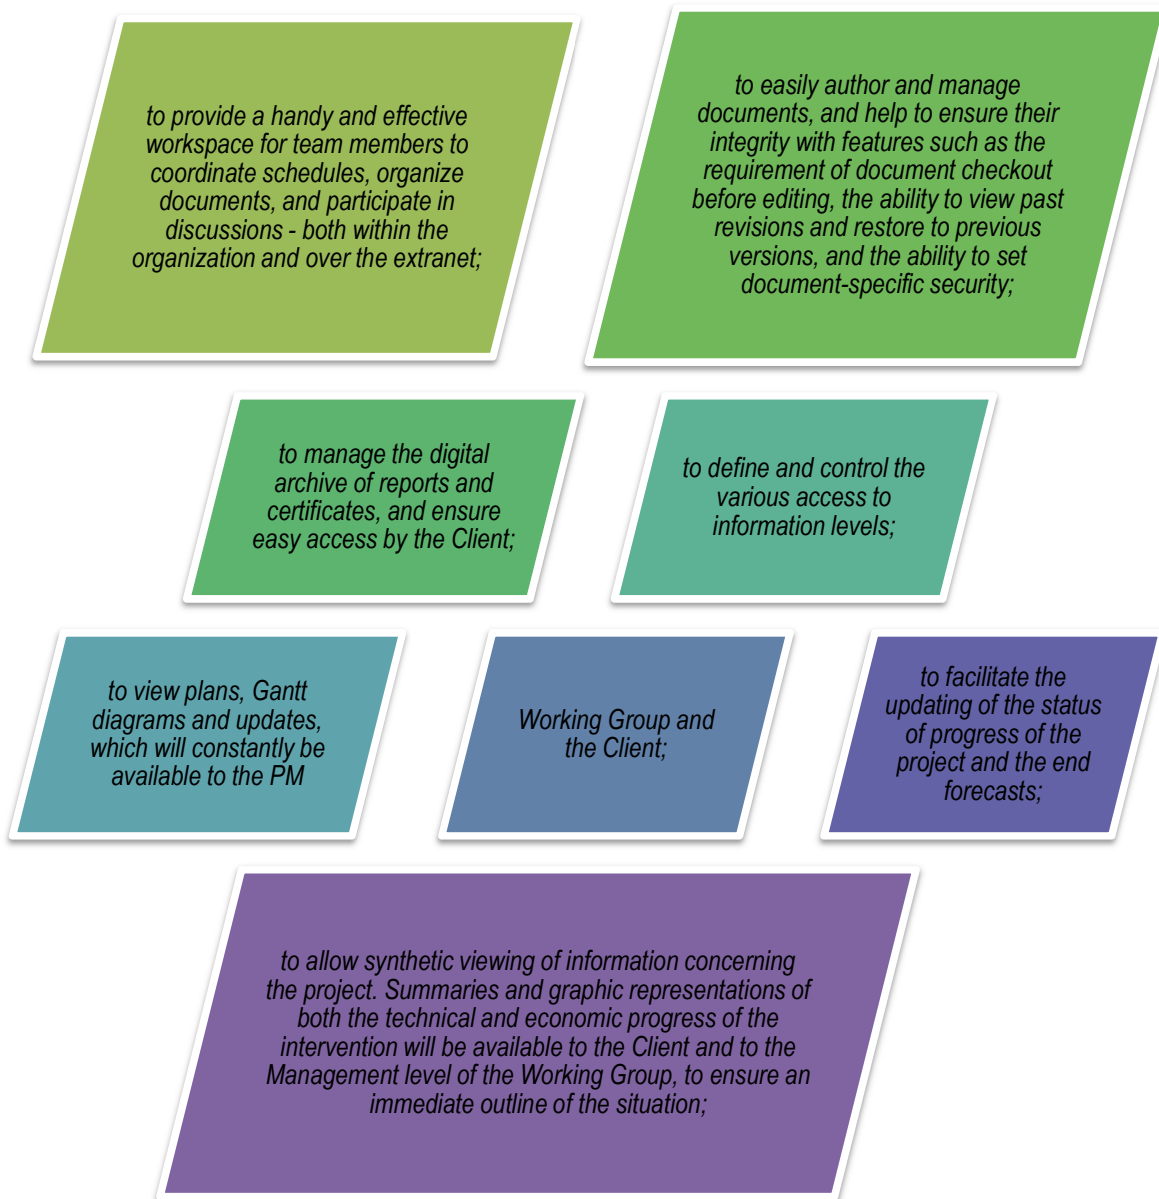 to provide a handy and effective
workspace for team members to
coordinate schedules, organize
documents, and participate in
discussions - both within the
organization and over the extranet;
to easily author and manage
documents, and help to ensure their
integrity with features such as the
requirement of document checkout
before editing, the ability to view past
revisions and restore to previous
versions, and the ability to set
document-specific security;
to manage the digital
archive of reports and
certificates, and ensure
easy access by the Client;
to define and control the
various access to
information levels;
to view plans, Gantt
diagrams and updates,
which will constantly be
available to the PM
Working Group and
the Client;
to facilitate the
updating of the status
of progress of the
project and the end
forecasts;
to allow synthetic viewing of information concerning
the project. Summaries and graphic representations of
both the technical and economic progress of the
intervention will be available to the Client and to the
Management level of the Working Group, to ensure an
immediate outline of the situation;